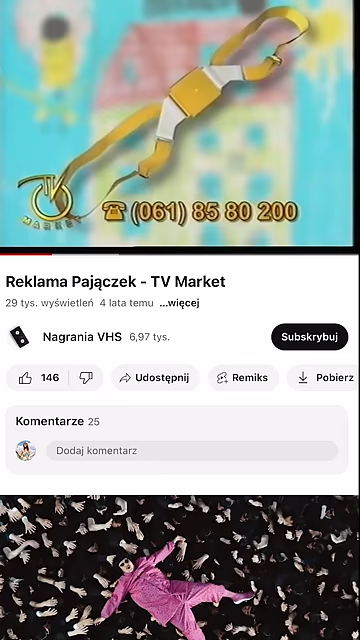 TV
MARKET
(061) 85 80 200
Reklama Pajączek - TV Market
29 tys. wyświetleń 4 lata temu ...więcej
Nagrania VHS 6,97 tys.
Subskrybuj
146
Udostępnij
Remiks
Pobierz
Komentarze 25
Dodaj komentarz